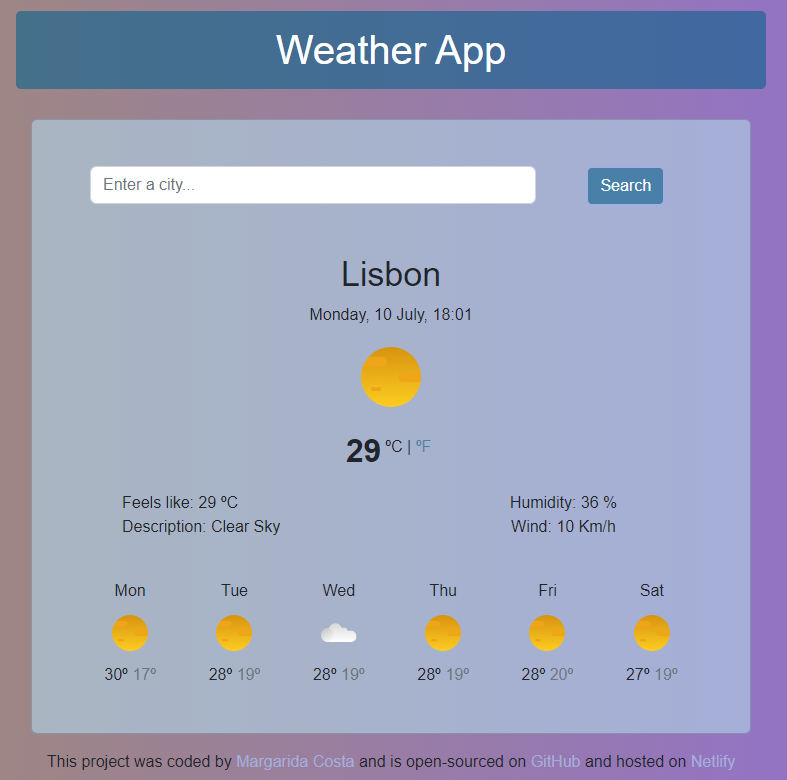 Weather App
Enter a city...
Search
Lisbon
Monday, 10 July, 18:01
29 ºC | ºF
Feels like: 29 ºC
Description: Clear Sky
Humidity: 36 %
Wind: 10 Km/h
Mon Tue Wed Thu Fri Sat
30º 17º 28º 19º 28º 19º 28º 19º 28º 20º 27º 19º
This project was coded by Margarida Costa and is open-sourced on GitHub and hosted on Netlify